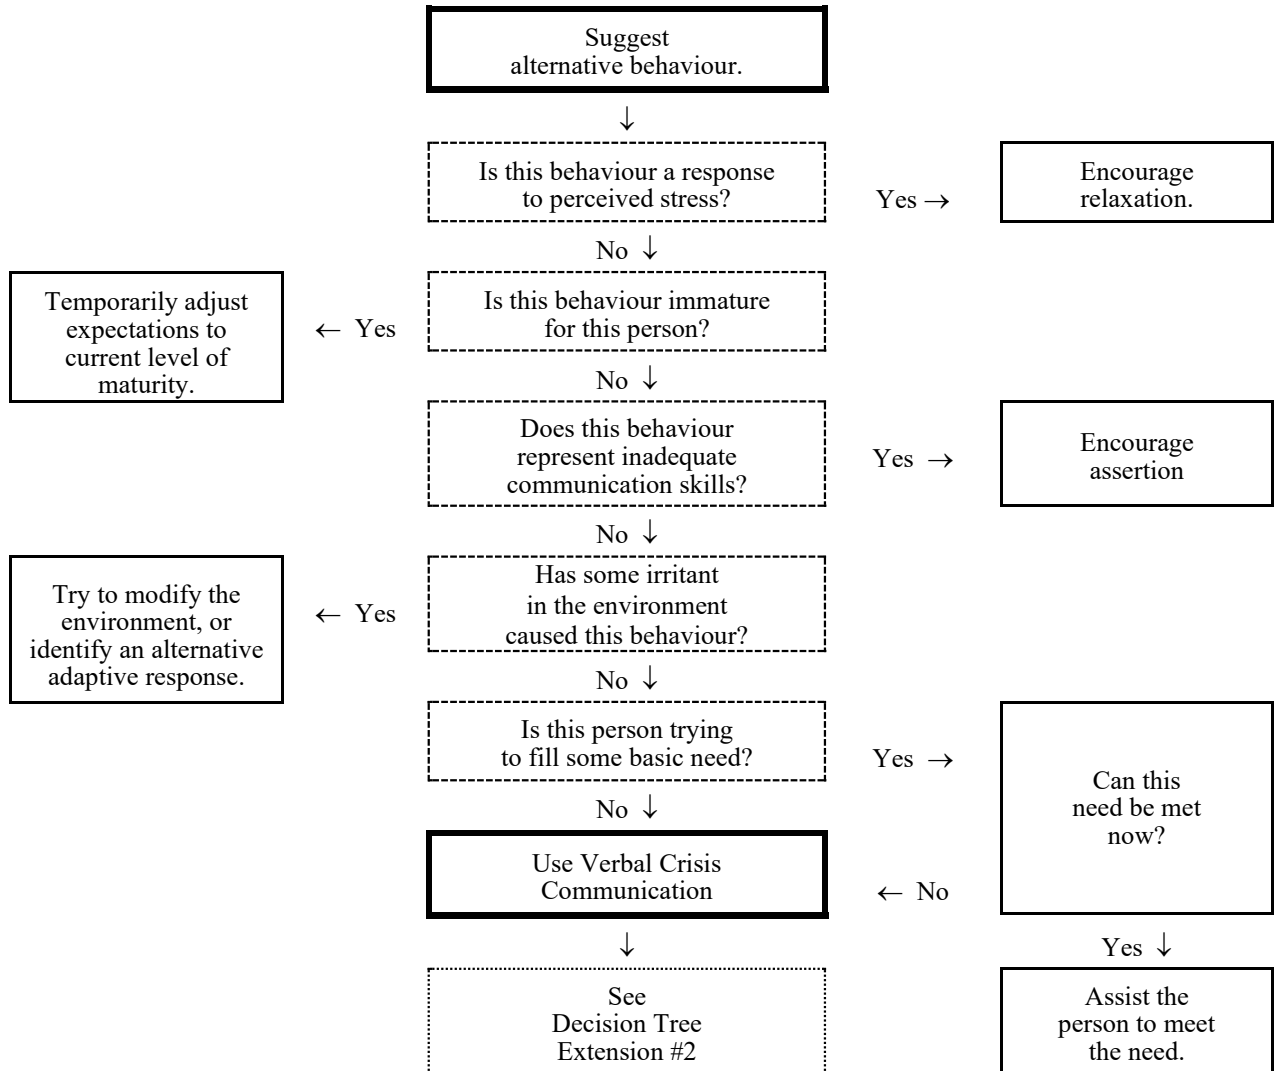 Suggest
alternative behaviour.
↓
Is this behaviour a response
to perceived stress?
Yes →
Encourage
relaxation.
No ↓
Temporarily adjust
expectations to
current level of
maturity.
← Yes
Is this behaviour immature
for this person?
No ↓
Does this behaviour
represent inadequate
communication skills?
Yes →
Encourage
assertion
No ↓
Try to modify the
environment, or
identify an alternative
adaptive response.
← Yes
Has some irritant
in the environment
caused this behaviour?
No ↓
Is this person trying
to fill some basic need?
Yes →
Can this
need be met
now?
No ↓
Use Verbal Crisis
Communication
← No
↓
Yes ↓
See
Decision Tree
Extension #2
Assist the
person to meet
the need.